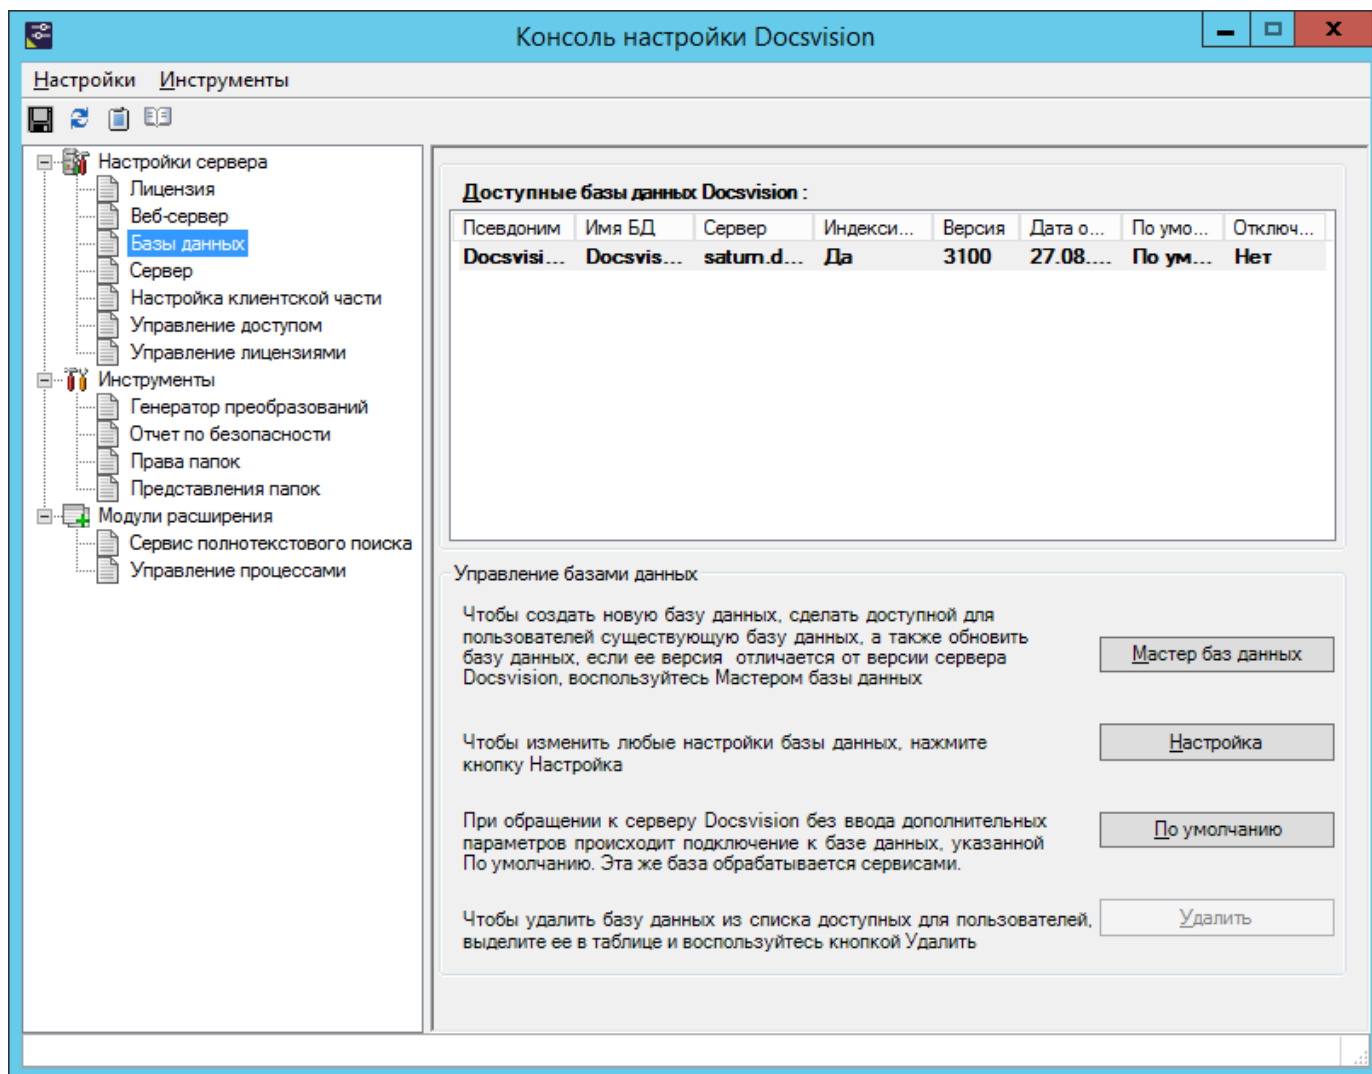 Консоль настройки Docsvision
Настройки Инструменты
Настройки сервера
Лицензия
Веб-сервер
Базы данных
Сервер
Настройка клиентской части
Управление доступом
Управление лицензиями
Инструменты
Генератор преобразований
Отчет по безопасности
Права папок
Представления папок
Модули расширения
Сервис полнотекстового поиска
Управление процессами
Доступные базы данных Docsvision :
Псевдоним Имя БД Сервер Индекси... Версия Дата о... По умо... Отключ...
Docsvisi... Docsvis... saturn.d... Да 3100 27.08.... По ум... Нет
Управление базами данных
Чтобы создать новую базу данных, сделать доступной для
пользователей существующую базу данных, а также обновить
базу данных, если ее версия отличается от версии сервера
Docsvision, воспользуйтесь Мастером базы данных
Мастер баз данных
Чтобы изменить любые настройки базы данных, нажмите
кнопку Настройка
Настройка
При обращении к серверу Docsvision без ввода дополнительных
параметров происходит подключение к базе данных, указанной
По умолчанию. Эта же база обрабатывается сервисами.
По умолчанию
Чтобы удалить базу данных из списка доступных для пользователей,
выделите ее в таблице и воспользуйтесь кнопкой Удалить
Удалить